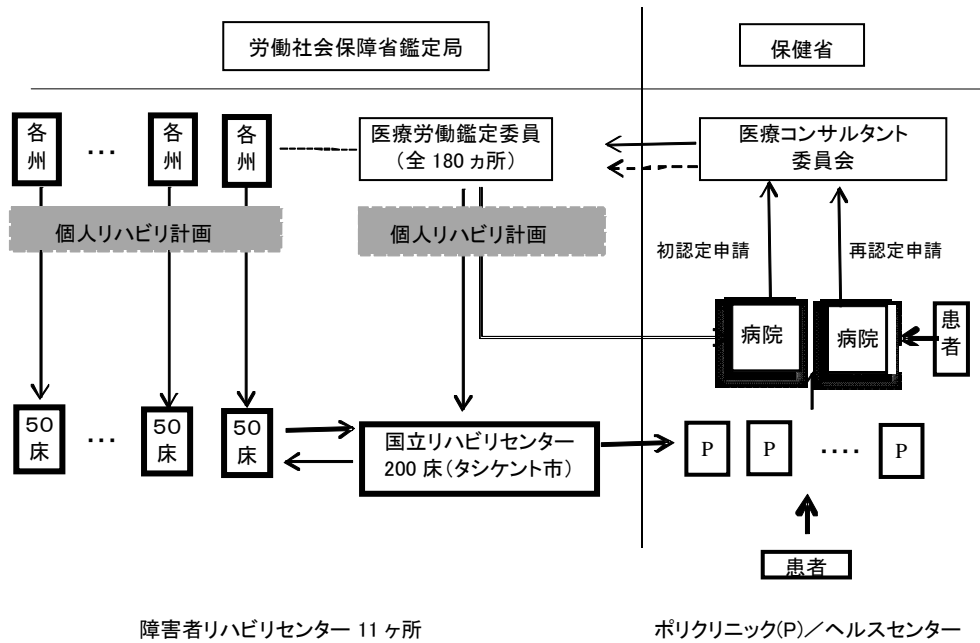 労働社会保障省鑑定局
保健省
各州
...
各州
各州
医療労働鑑定委員
(全 180 ヵ所)
医療コンサルタント
委員会
個人リハビリ計画
個人リハビリ計画
初認定申請
再認定申請
病院
病院
患者
50
床
...
50
床
50
床
国立リハビリセンター
200 床(タシケント市)
P
P
....
P
患者
障害者リハビリセンター 11 ヶ所
ポリクリニック(P)/ヘルスセンター